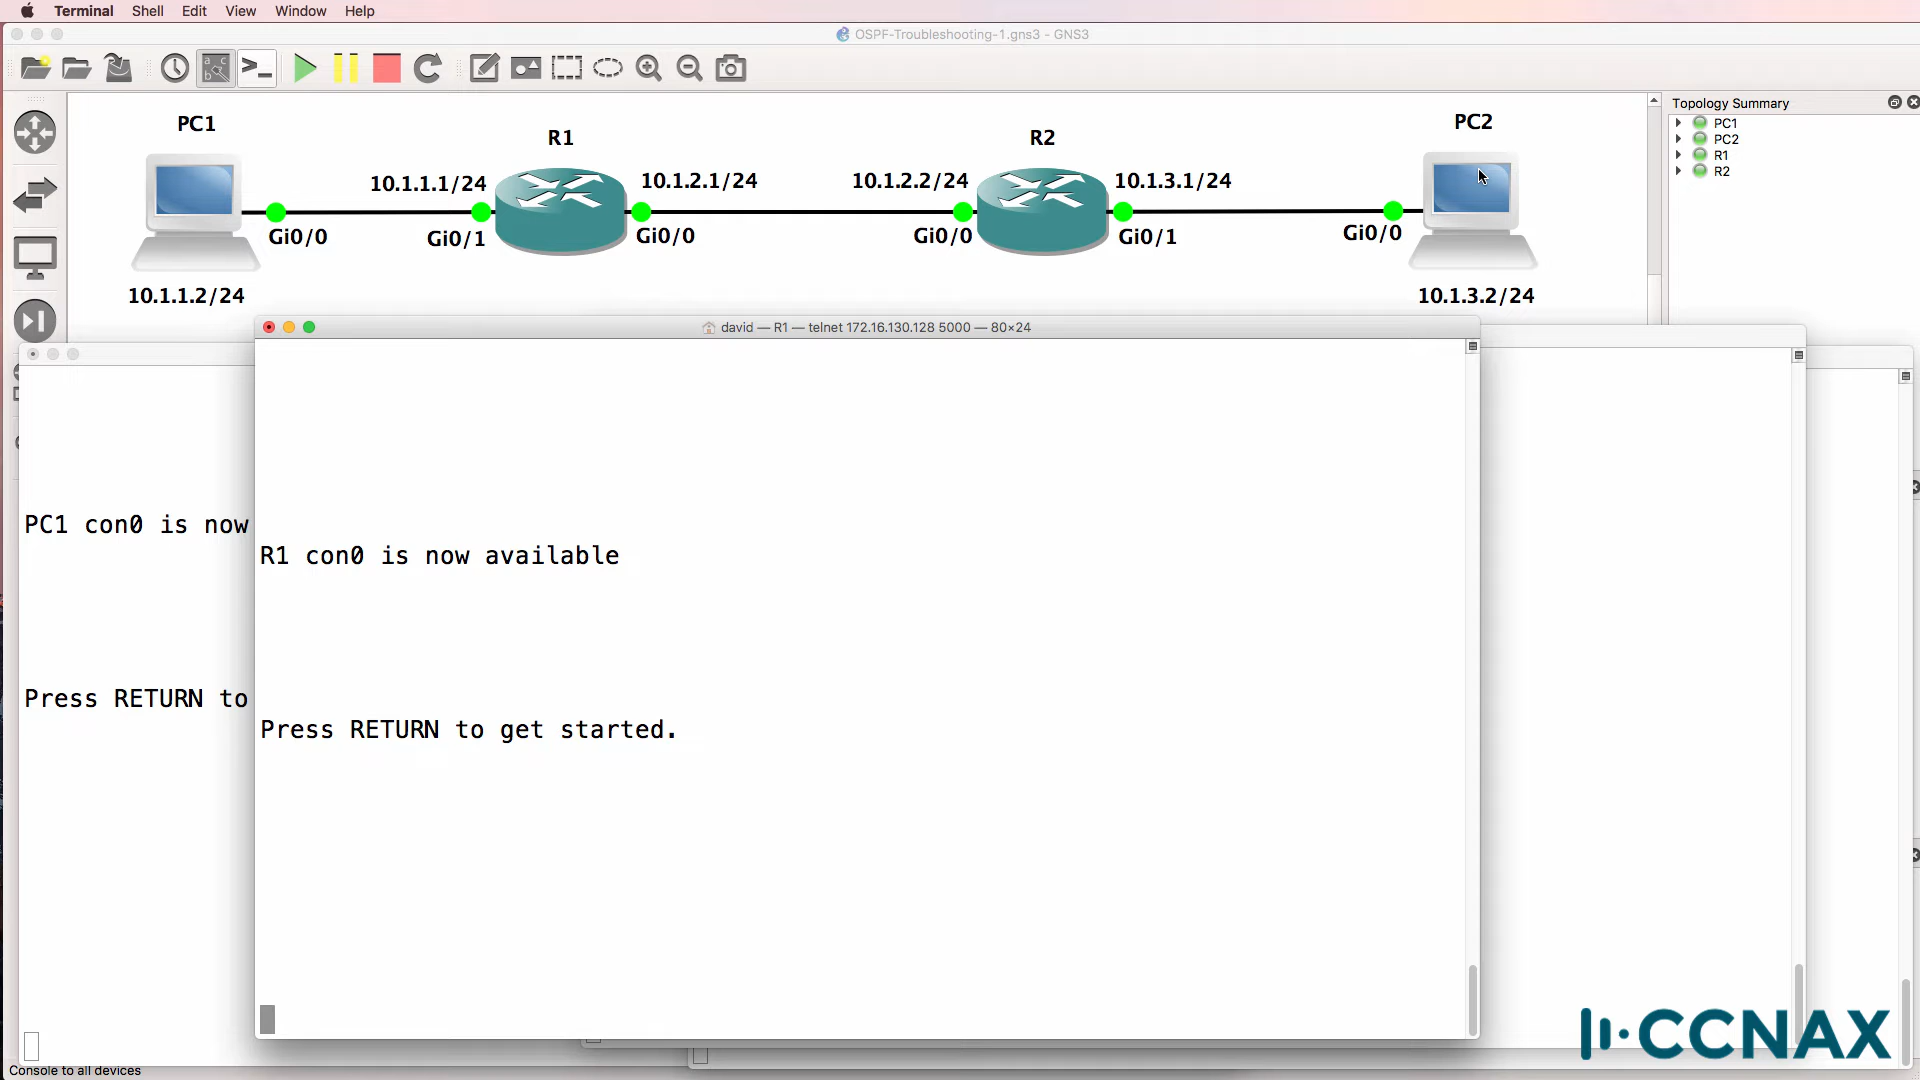 Terminal Shell Edit View Window Help
OSPF-Troubleshooting-1.gns3 - GNS3
Topology Summary
PC1
PC2
R1
R2
PC1
R1
R2
PC2
10.1.1.1/24
10.1.2.1/24
10.1.2.2/24
10.1.3.1/24
Gi0/0
Gi0/1
Gi0/0
Gi0/0
Gi0/1
Gi0/0
10.1.1.2/24
10.1.3.2/24
david — R1 — telnet 172.16.130.128 5000 — 80×24
PC1 con0 is now
R1 con0 is now available
Press RETURN to
Press RETURN to get started.
CCNAX
Console to all devices